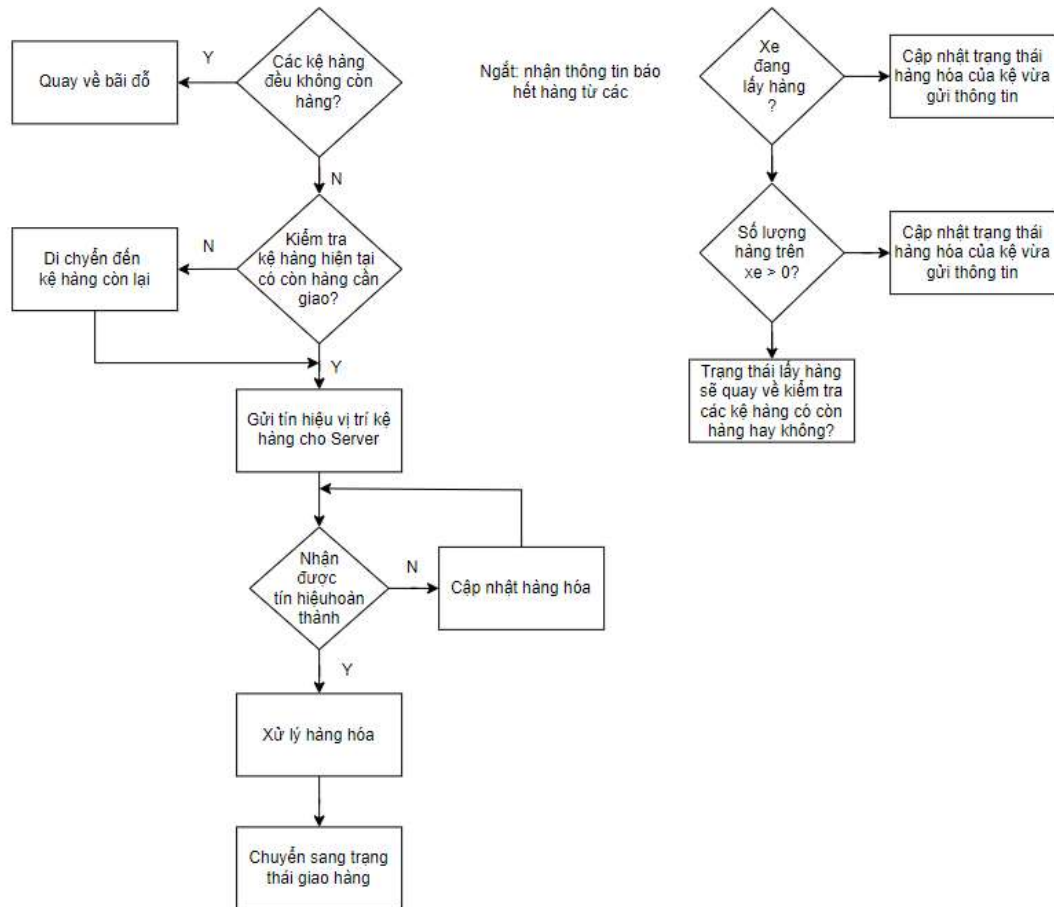 Các kệ hàng
đều không còn
hàng?
Y
Quay về bãi đỗ
N
Kiểm tra
kệ hàng hiện tại
có còn hàng cần
giao?
N
Di chyển đến
kệ hàng còn lại
Y
Gửi tín hiệu vị trí kệ
hàng cho Server
Nhận
được
tín hiệuhoàn
thành
N
Cập nhật hàng hóa
Y
Xử lý hàng hóa
Chuyển sang trạng
thái giao hàng
Ngắt: nhận thông tin báo
hết hàng từ các
Xe
đang
lấy hàng
?
Cập nhật trạng thái
hàng hóa của kệ vừa
gửi thông tin
Số lượng
hàng trên
xe > 0?
Cập nhật trạng thái
hàng hóa của kệ vừa
gửi thông tin
Trạng thái lấy hàng
sẽ quay về kiểm tra
các kệ hàng có còn
hàng hay không?